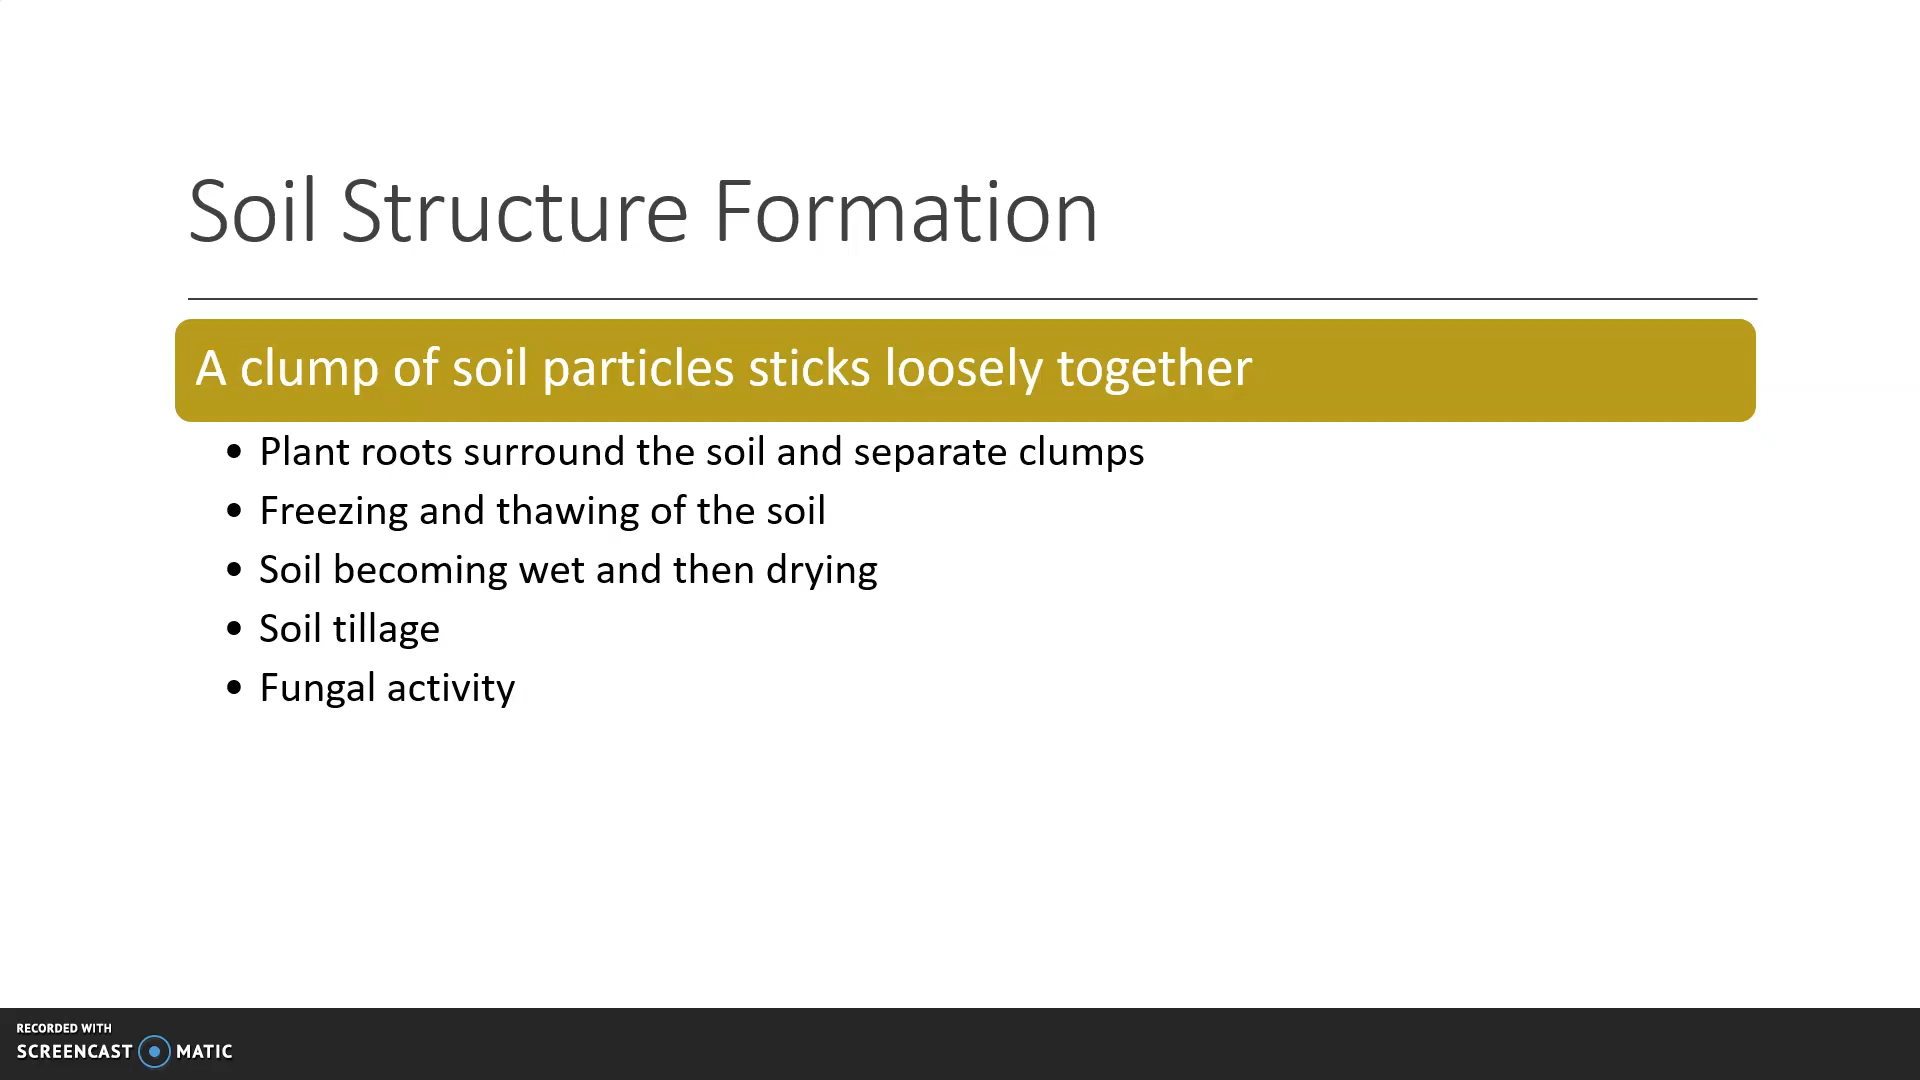 Soil Structure Formation
A clump of soil particles sticks loosely together
• Plant roots surround the soil and separate clumps
• Freezing and thawing of the soil
• Soil becoming wet and then drying
• Soil tillage
• Fungal activity
RECORDED WITH
SCREENCAST MATIC